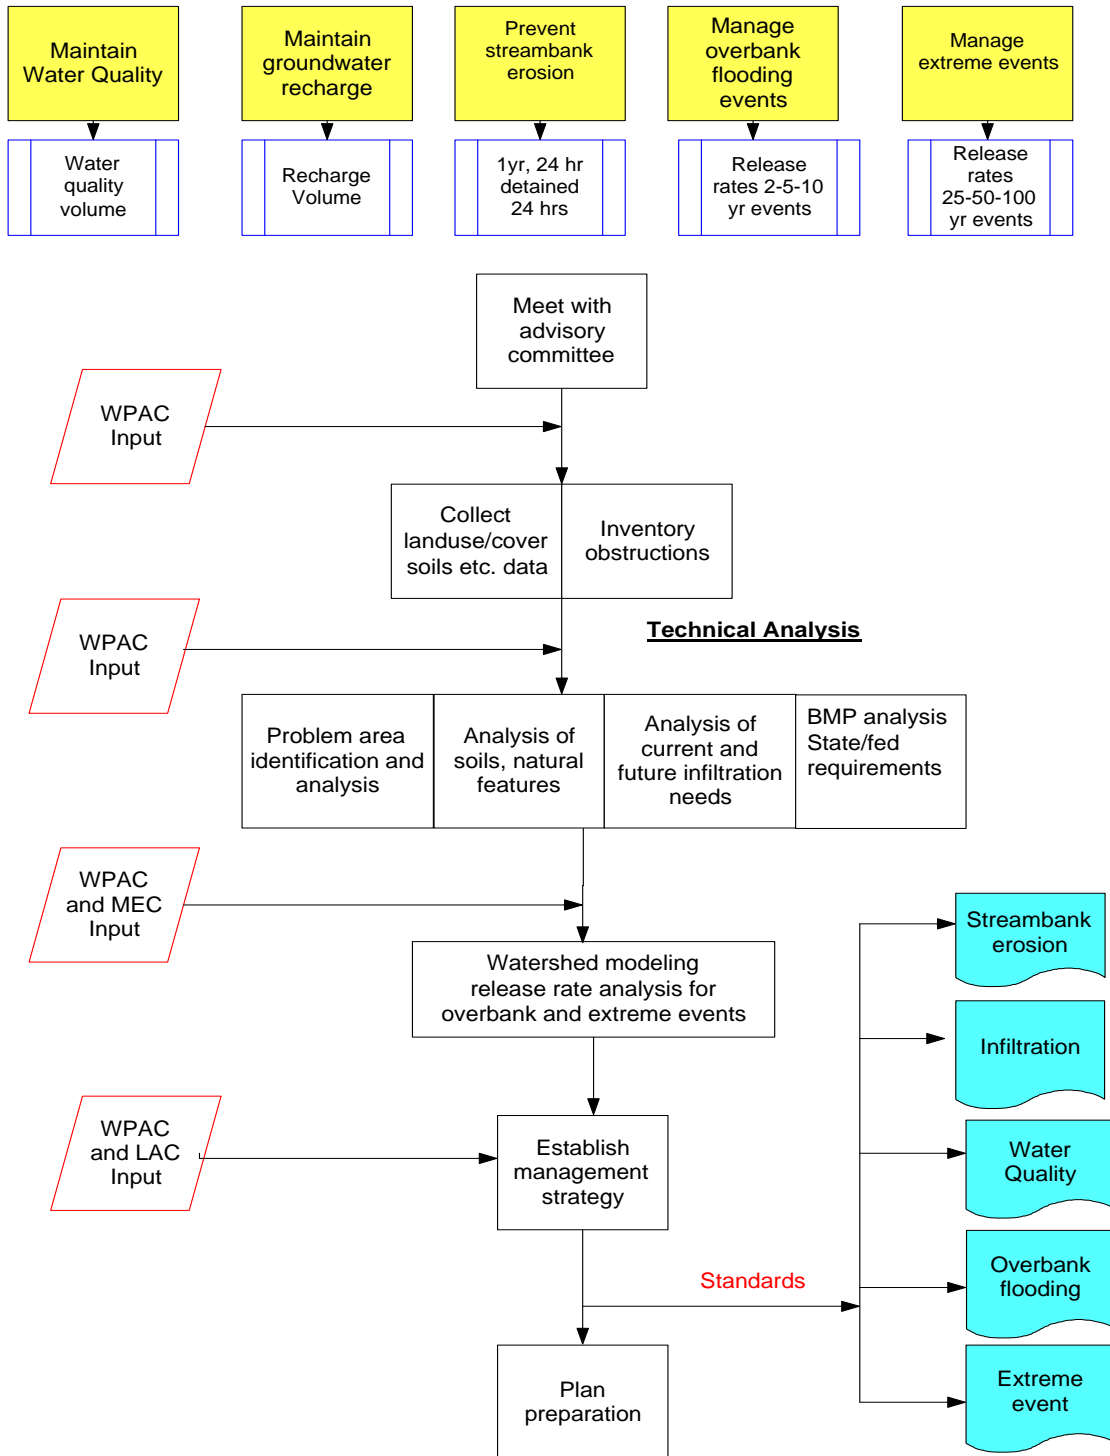 Maintain
Water Quality
Maintain
groundwater
recharge
Prevent
streambank
erosion
Manage
overbank
flooding
events
Manage
extreme events
Water
quality
volume
Recharge
Volume
1yr, 24 hr
detained
24 hrs
Release
rates 2-5-10
yr events
Release
rates
25-50-100
yr events
Meet with
advisory
committee
WPAC
Input
Collect
landuse/cover
soils etc. data
Inventory
obstructions
WPAC
Input
Technical Analysis
Problem area
identification and
analysis
Analysis of
soils, natural
features
Analysis of
current and
future infiltration
needs
BMP analysis
State/fed
requirements
WPAC
and MEC
Input
Watershed modeling
release rate analysis for
overbank and extreme events
Streambank
erosion
Infiltration
WPAC
and LAC
Input
Establish
management
strategy
Water
Quality
Standards
Overbank
flooding
Plan
preparation
Extreme
event